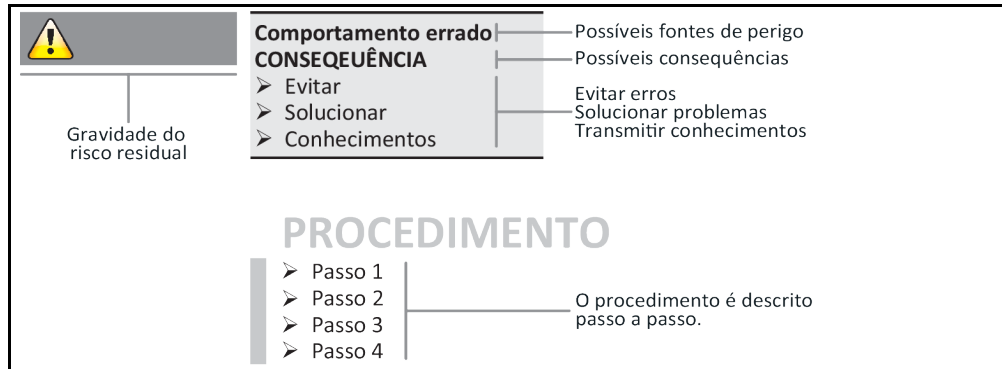 Comportamento errado
CONSEQEUÊNCIA
➢ Evitar
➢ Solucionar
➢ Conhecimentos
Possíveis fontes de perigo
Possíveis consequências
Evitar erros
Solucionar problemas
Transmitir conhecimentos
Gravidade do
risco residual
PROCEDIMENTO
➢ Passo 1
➢ Passo 2
➢ Passo 3
➢ Passo 4
O procedimento é descrito
passo a passo.